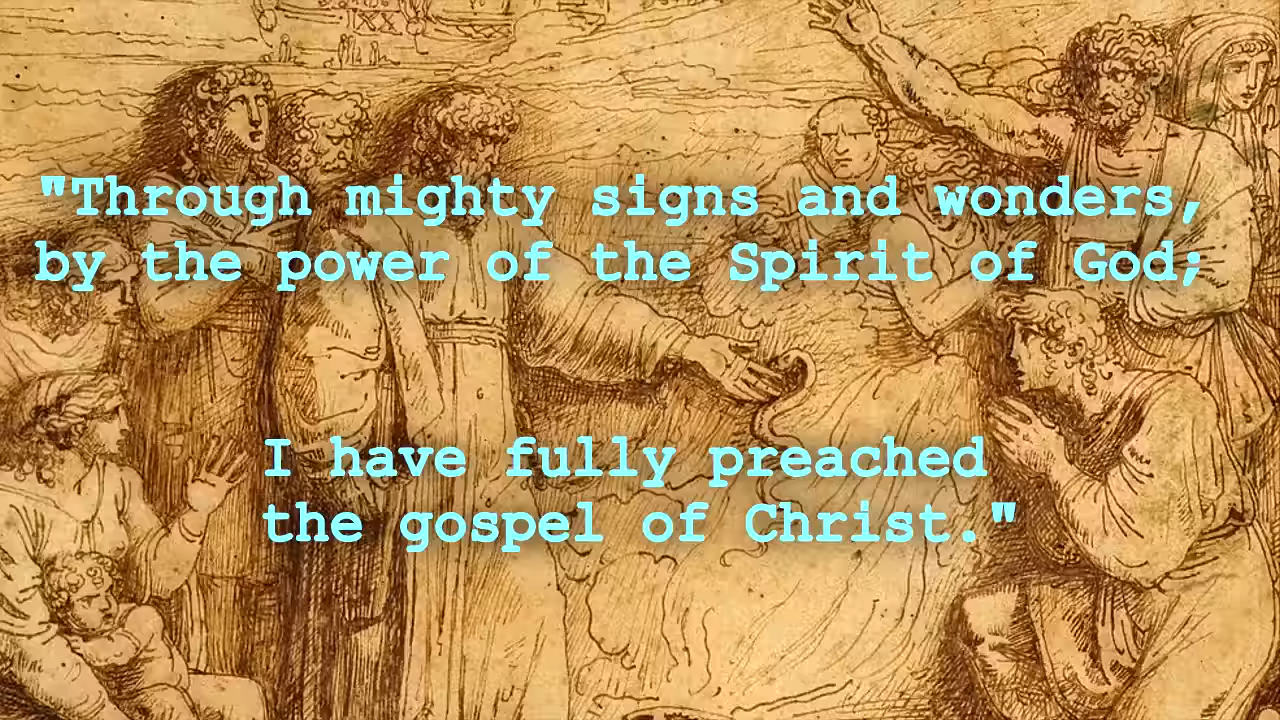 "Through mighty signs and wonders,
by the power of the Spirit of God;
I have fully preached
the gospel of Christ."